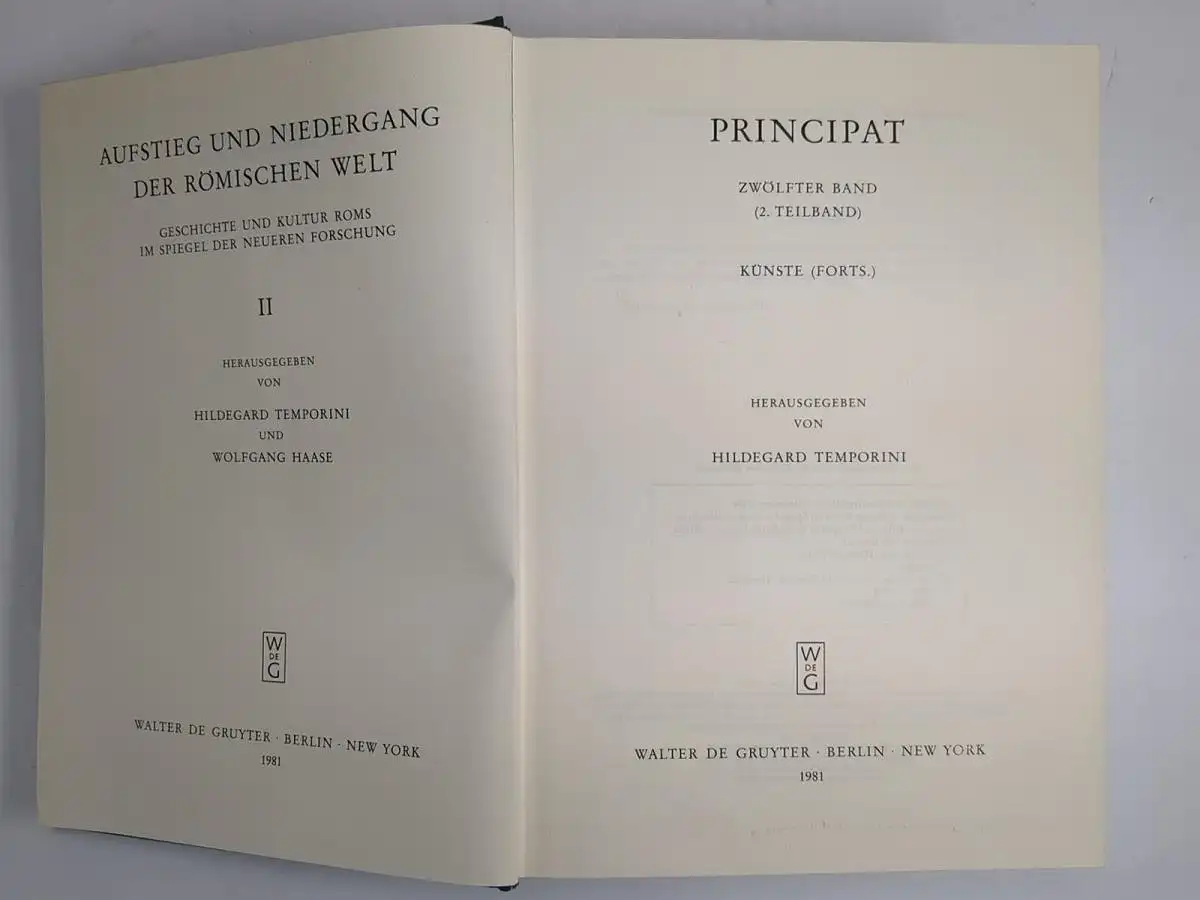 AUFSTIEG UND NIEDERGANG
DER RÖMISCHEN WELT
GESCHICHTE UND KULTUR ROMS
IM SPIEGEL DER NEUEREN FORSCHUNG
II
HERAUSGEGEBEN
VON
HILDEGARD TEMPORINI
UND
WOLFGANG HAASE
W
DE
G
WALTER DE GRUYTER · BERLIN · NEW YORK
1981
PRINCIPAT
ZWÖLFTER BAND
(2. TEILBAND)
KÜNSTE (FORTS.)
HERAUSGEGEBEN
VON
HILDEGARD TEMPORINI
W
DE
G
WALTER DE GRUYTER · BERLIN · NEW YORK
1981